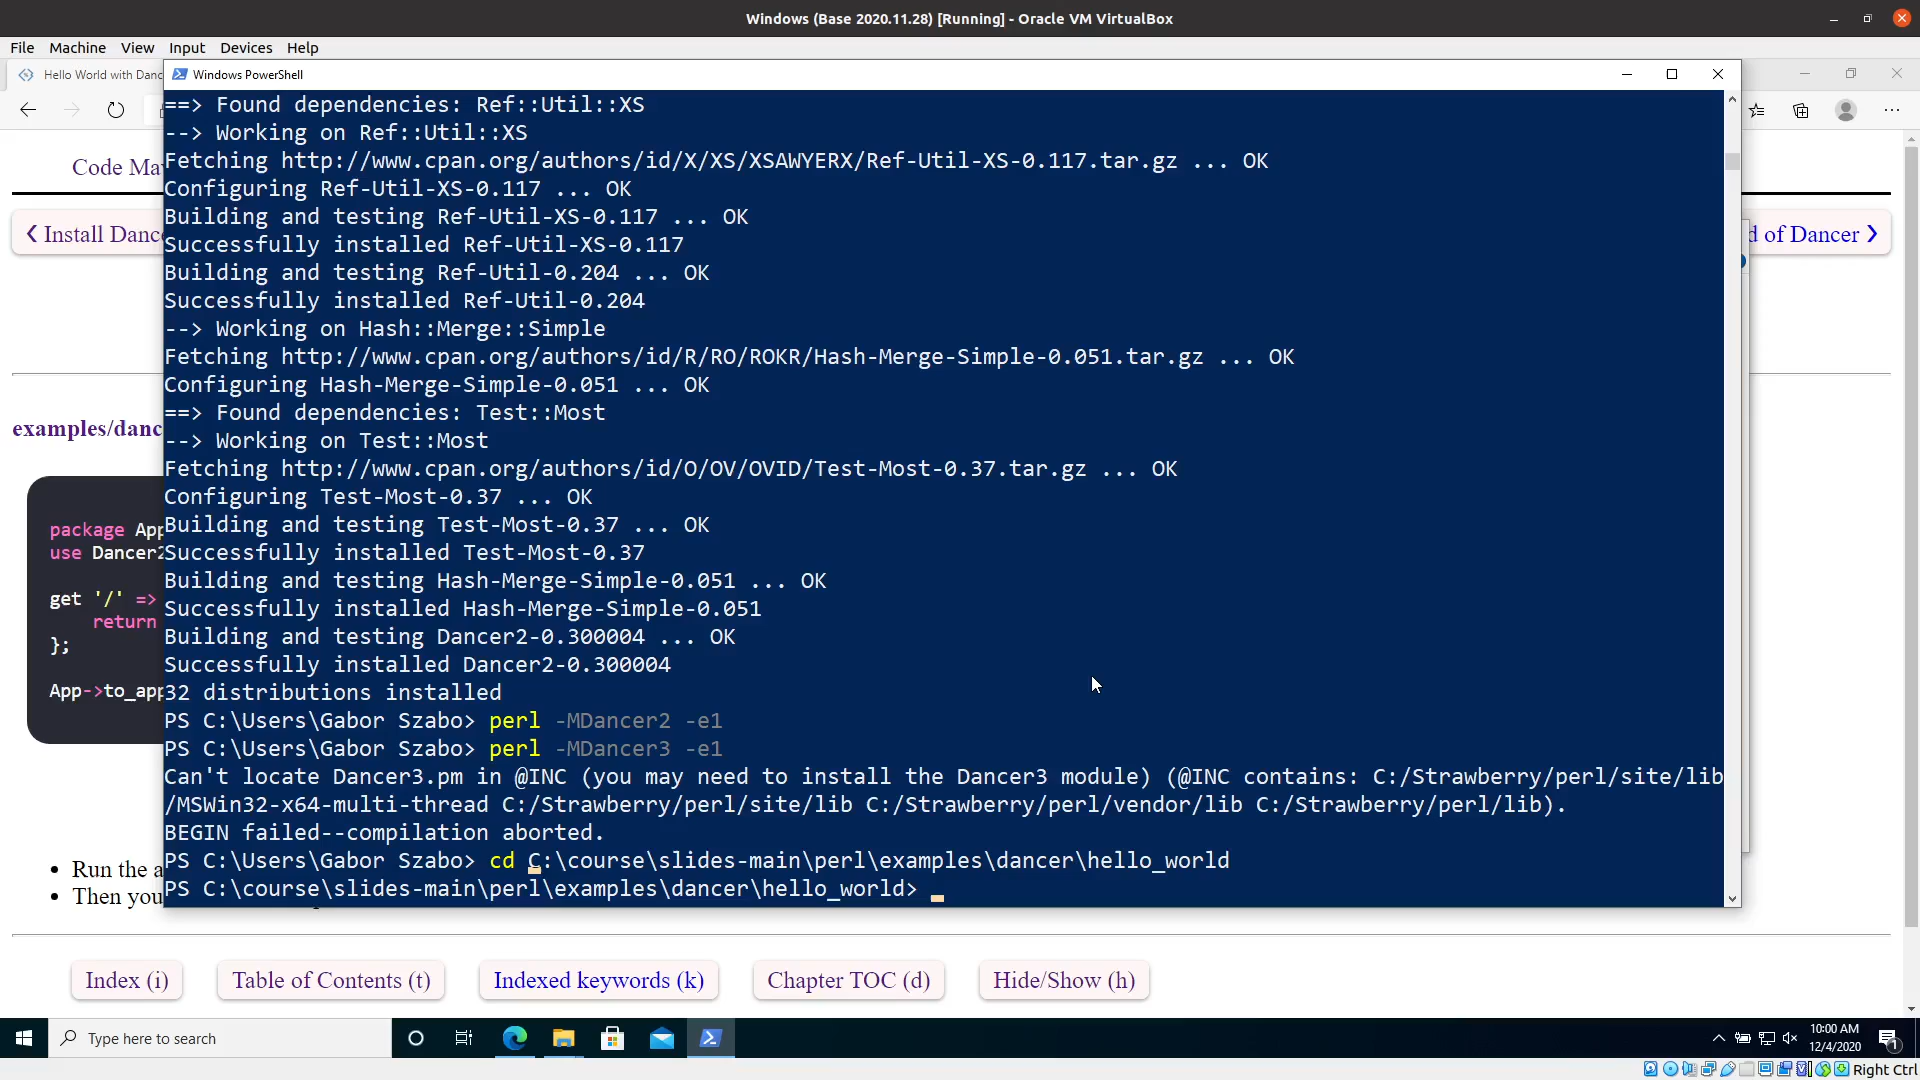 Windows (Base 2020.11.28) [Running] - Oracle VM VirtualBox
File Machine View Input Devices Help
Hello World with Danc
Windows PowerShell
==> Found dependencies: Ref::Util::XS
--> Working on Ref::Util::XS
Fetching http://www.cpan.org/authors/id/X/XS/XSAWYERX/Ref-Util-XS-0.117.tar.gz ... OK
Configuring Ref-Util-XS-0.117 ... OK
Building and testing Ref-Util-XS-0.117 ... OK
Successfully installed Ref-Util-XS-0.117
Building and testing Ref-Util-0.204 ... OK
Successfully installed Ref-Util-0.204
--> Working on Hash::Merge::Simple
Fetching http://www.cpan.org/authors/id/R/RO/ROKR/Hash-Merge-Simple-0.051.tar.gz ... OK
Configuring Hash-Merge-Simple-0.051 ... OK
==> Found dependencies: Test::Most
--> Working on Test::Most
Fetching http://www.cpan.org/authors/id/O/OV/OVID/Test-Most-0.37.tar.gz ... OK
Configuring Test-Most-0.37 ... OK
Building and testing Test-Most-0.37 ... OK
Successfully installed Test-Most-0.37
Building and testing Hash-Merge-Simple-0.051 ... OK
Successfully installed Hash-Merge-Simple-0.051
Building and testing Dancer2-0.300004 ... OK
Successfully installed Dancer2-0.300004
32 distributions installed
PS C:\Users\Gabor Szabo> perl -MDancer2 -e1
PS C:\Users\Gabor Szabo> perl -MDancer3 -e1
Can't locate Dancer3.pm in @INC (you may need to install the Dancer3 module) (@INC contains: C:/Strawberry/perl/site/lib
/MSWin32-x64-multi-thread C:/Strawberry/perl/site/lib C:/Strawberry/perl/vendor/lib C:/Strawberry/perl/lib).
BEGIN failed--compilation aborted.
PS C:\Users\Gabor Szabo> cd C:\course\slides-main\perl\examples\dancer\hello_world
PS C:\course\slides-main\perl\examples\dancer\hello_world>
Code Ma
❮ Install Dance
d of Dancer ❯
examples/danc
package App
use Dancer2
get '/' =>
return
};
App->to_app
Run the a
Then you
Index (i) Table of Contents (t) Indexed keywords (k) Chapter TOC (d) Hide/Show (h)
Type here to search
10:00 AM
12/4/2020
1
Right Ctrl